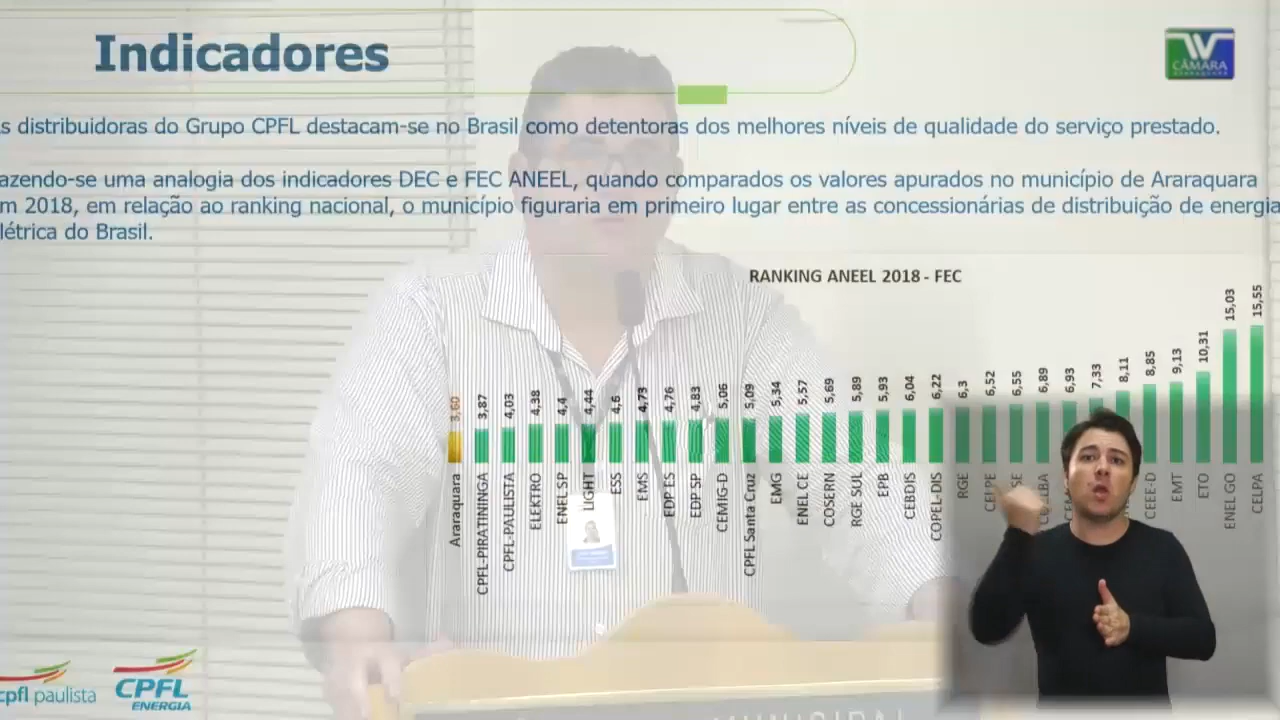 Indicadores
CÂMARA
s distribuidoras do Grupo CPFL destacam-se no Brasil como detentoras dos melhores níveis de qualidade do serviço prestado.
azendo-se uma analogia dos indicadores DEC e FEC ANEEL, quando comparados os valores apurados no município de Araraquara
m 2018, em relação ao ranking nacional, o município figuraria em primeiro lugar entre as concessionárias de distribuição de energia
létrica do Brasil.
RANKING ANEEL 2018 - FEC
3,60 3,87 4,03 4,38 4,4 4,44 4,6 4,73 4,76 4,83 5,06 5,09 5,34 5,57 5,69 5,89 5,93 6,04 6,22 6,3 6,52 6,55 6,89 6,93 7,33 8,11 8,85 9,13 10,31 15,03 15,55
Araraquara CPFL-PIRATININGA CPFL-PAULISTA ELEKTRO ENEL SP LIGHT ESS EMS EDP ES EDP SP CEMIG-D CPFL Santa Cruz EMG ENEL CE COSERN RGE SUL EPB CEBDIS COPEL-DIS RGE CEEE-D EMT ETO ENEL GO CELPA
cpfl paulista
CPFL
ENERGIA
MUNICIPAL